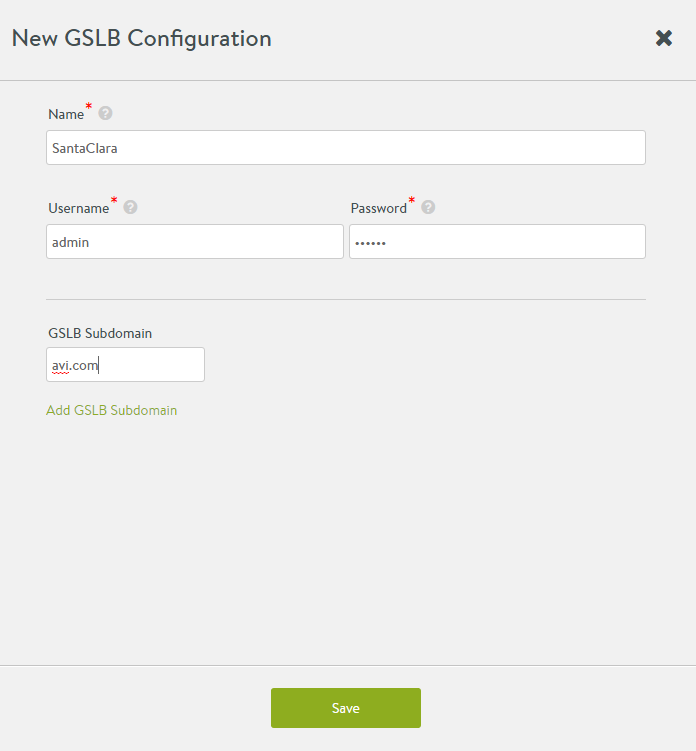 New GSLB Configuration
Name* ?
SantaClara
Username* ? Password* ?
admin ••••••
GSLB Subdomain
avi.com
Add GSLB Subdomain
Save